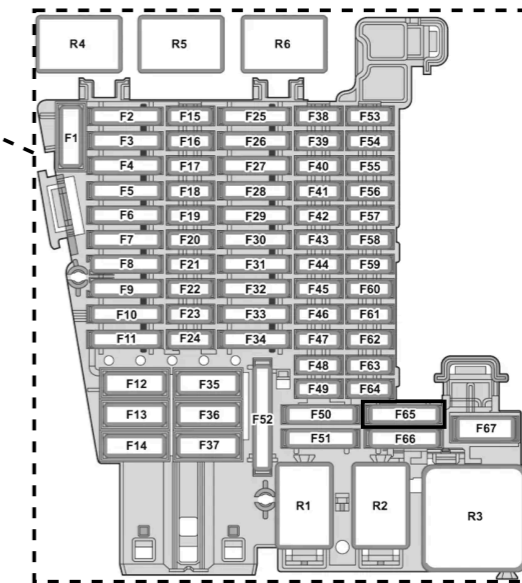 R4 R5 R6
F1 F2 F15 F25 F38 F53
F3 F16 F26 F39 F54
F4 F17 F27 F40 F55
F5 F18 F28 F41 F56
F6 F19 F29 F42 F57
F7 F20 F30 F43 F58
F8 F21 F31 F44 F59
F9 F22 F32 F45 F60
F10 F23 F33 F46 F61
F11 F24 F34 F47 F62
F48 F63
F12 F35 F49 F64
F13 F36 F52 F50 F65 F67
F14 F37 F51 F66
R1 R2 R3